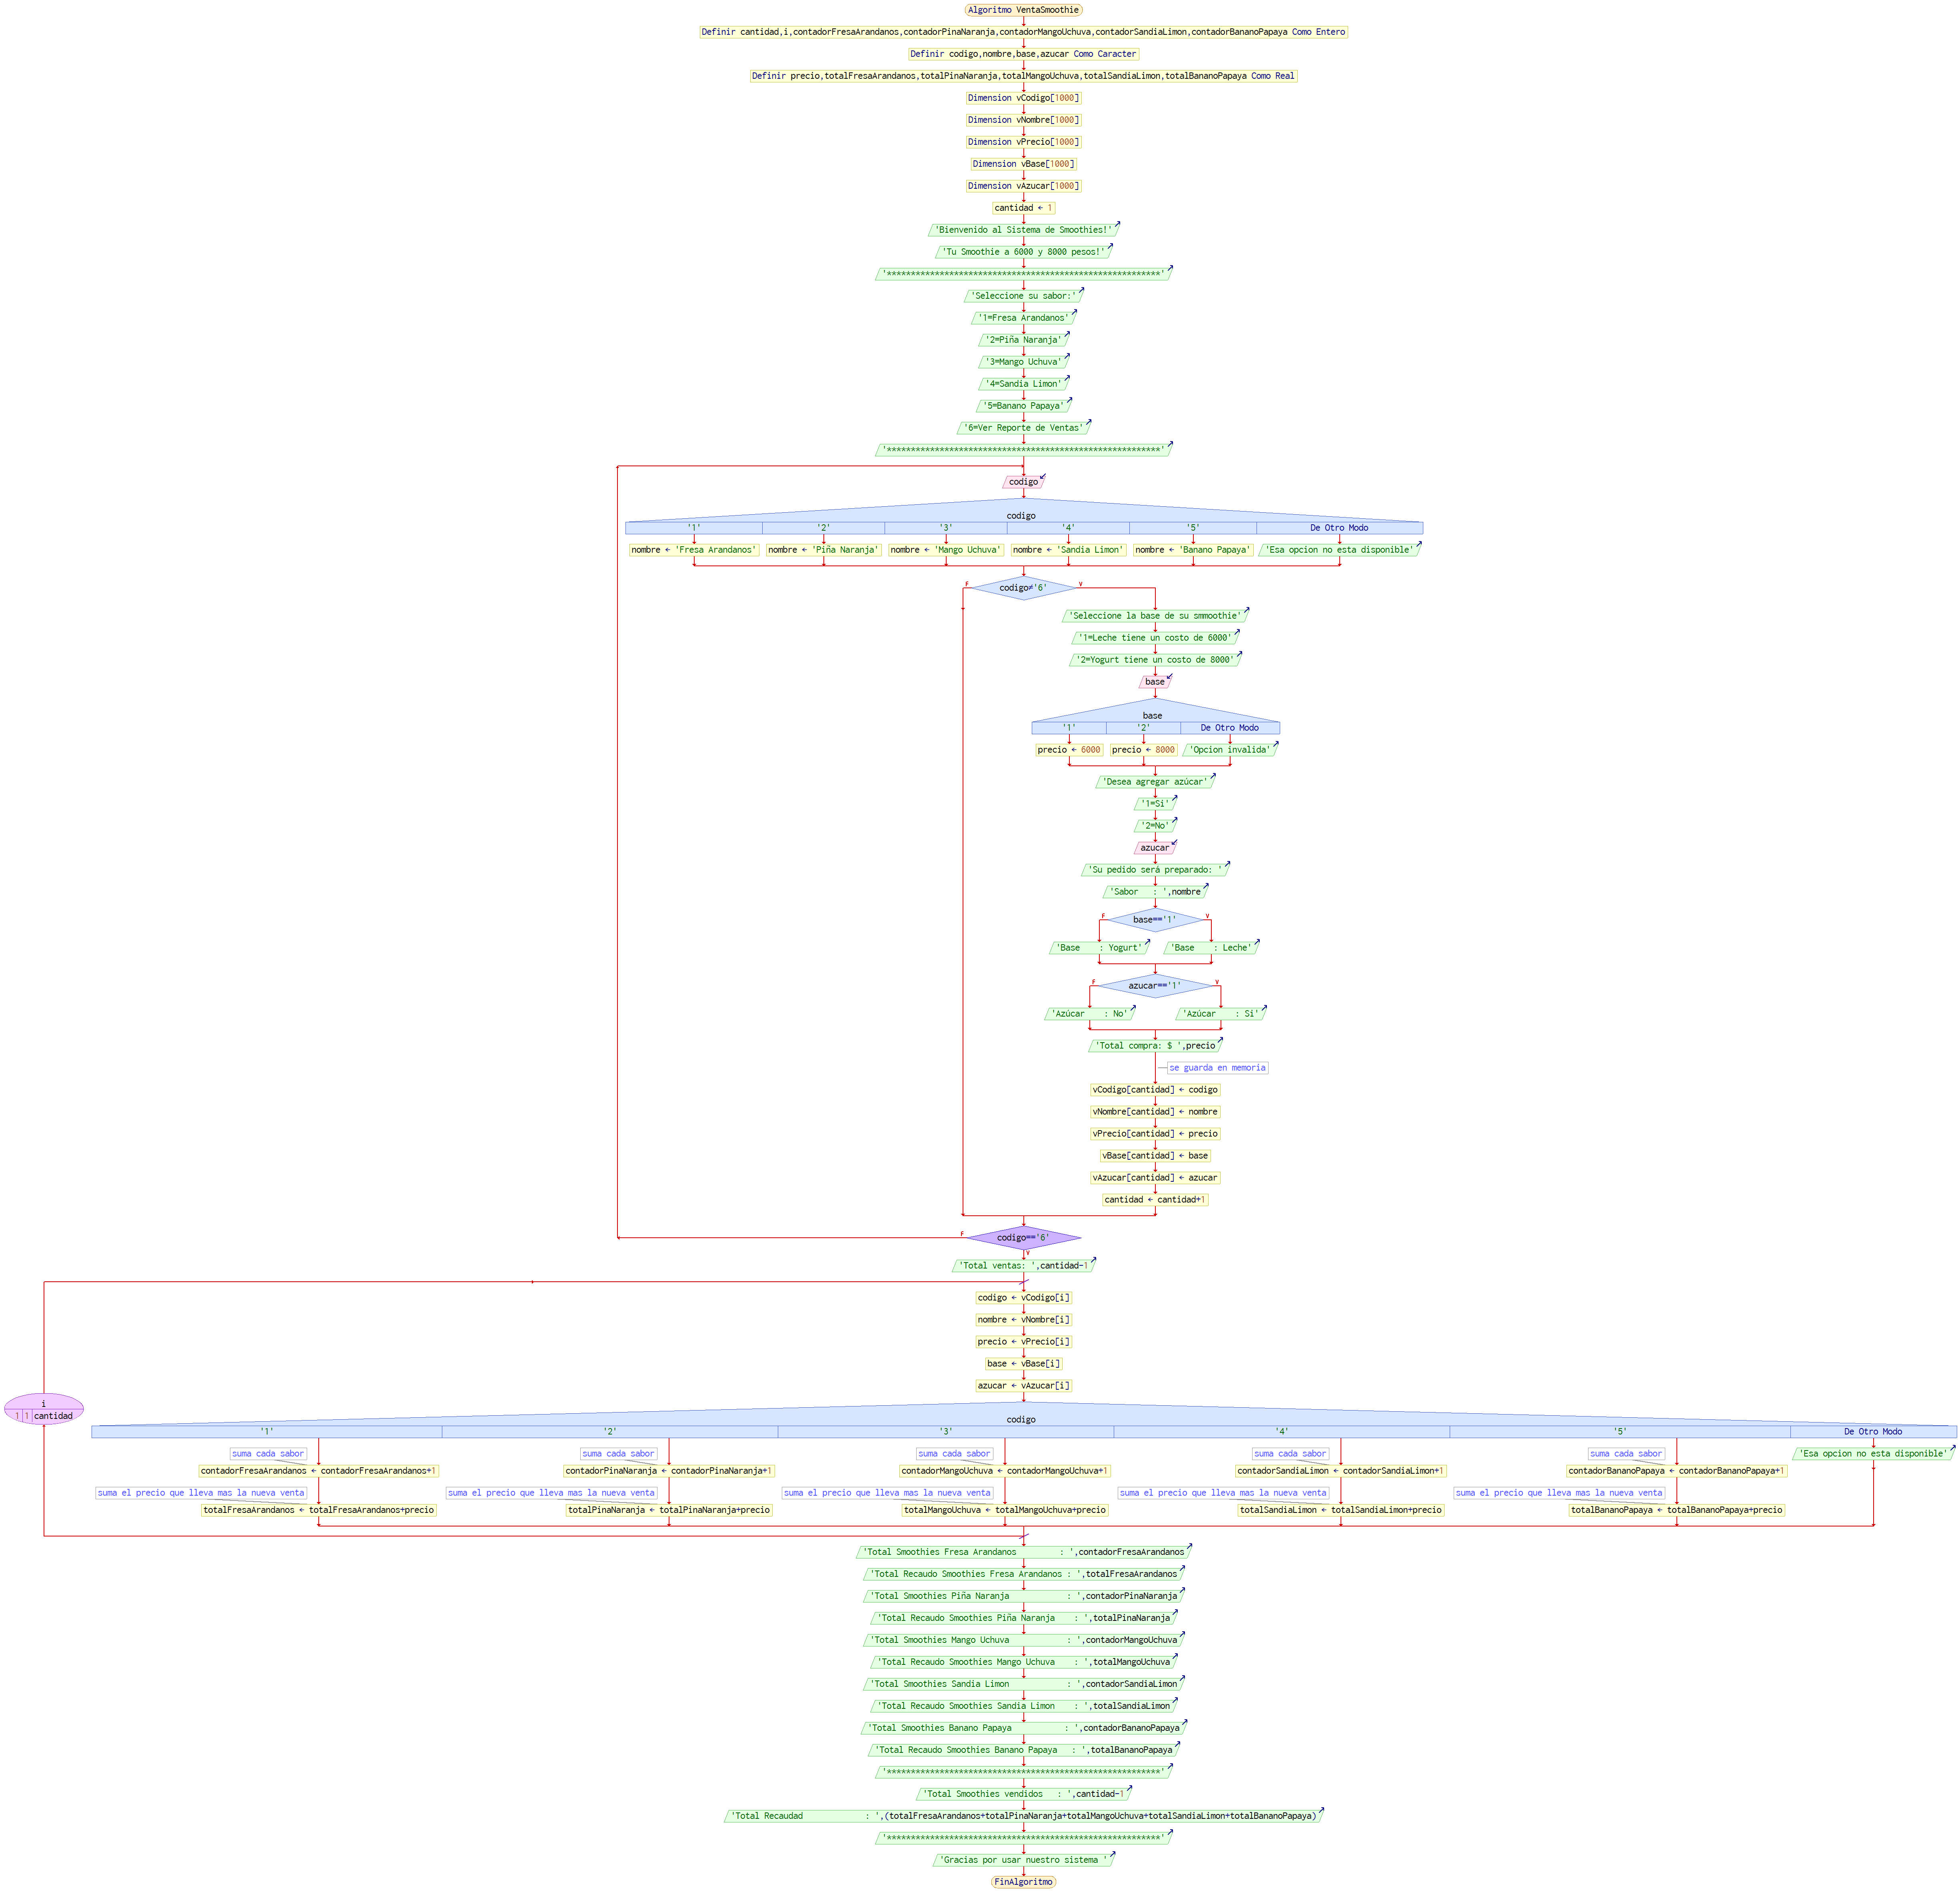 Algoritmo VentaSmoothie
Definir cantidad,i,contadorFresaArandanos,contadorPinaNaranja,contadorMangoUchuva,contadorSandiaLimon,contadorBananoPapaya Como Entero
Definir codigo,nombre,base,azucar Como Caracter
Definir precio,totalFresaArandanos,totalPinaNaranja,totalMangoUchuva,totalSandiaLimon,totalBananoPapaya Como Real
Dimension vCodigo[1000]
Dimension vNombre[1000]
Dimension vPrecio[1000]
Dimension vBase[1000]
Dimension vAzucar[1000]
cantidad ← 1
'Bienvenido al Sistema de Smoothies!'
'Tu Smoothie a 6000 y 8000 pesos!'
'*********************************************************'
'Seleccione su sabor:'
'1=Fresa Arandanos'
'2=Piña Naranja'
'3=Mango Uchuva'
'4=Sandia Limon'
'5=Banano Papaya'
'6=Ver Reporte de Ventas'
'*********************************************************'
codigo
codigo
'1' '2' '3' '4' '5' De Otro Modo
nombre ← 'Fresa Arandanos' nombre ← 'Piña Naranja' nombre ← 'Mango Uchuva' nombre ← 'Sandia Limon' nombre ← 'Banano Papaya' 'Esa opcion no esta disponible'
F codigo≠'6' V
'Seleccione la base de su smmoothie'
'1=Leche tiene un costo de 6000'
'2=Yogurt tiene un costo de 8000'
base
base
'1' '2' De Otro Modo
precio ← 6000 precio ← 8000 'Opcion invalida'
'Desea agregar azúcar'
'1=Si'
'2=No'
azucar
'Su pedido será preparado: '
'Sabor   : ',nombre
F base=='1' V
'Base    : Yogurt' 'Base    : Leche'
F azucar=='1' V
'Azúcar    : No' 'Azúcar    : Si'
'Total compra: $ ',precio
se guarda en memoria
vCodigo[cantidad] ← codigo
vNombre[cantidad] ← nombre
vPrecio[cantidad] ← precio
vBase[cantidad] ← base
vAzucar[cantidad] ← azucar
cantidad ← cantidad+1
F codigo=='6'
V
'Total ventas: ',cantidad-1
codigo ← vCodigo[i]
nombre ← vNombre[i]
precio ← vPrecio[i]
base ← vBase[i]
azucar ← vAzucar[i]
i
1 1 cantidad
codigo
'1' '2' '3' '4' '5' De Otro Modo
suma cada sabor suma cada sabor suma cada sabor suma cada sabor suma cada sabor 'Esa opcion no esta disponible'
contadorFresaArandanos ← contadorFresaArandanos+1 contadorPinaNaranja ← contadorPinaNaranja+1 contadorMangoUchuva ← contadorMangoUchuva+1 contadorSandiaLimon ← contadorSandiaLimon+1 contadorBananoPapaya ← contadorBananoPapaya+1
suma el precio que lleva mas la nueva venta suma el precio que lleva mas la nueva venta suma el precio que lleva mas la nueva venta suma el precio que lleva mas la nueva venta suma el precio que lleva mas la nueva venta
totalFresaArandanos ← totalFresaArandanos+precio totalPinaNaranja ← totalPinaNaranja+precio totalMangoUchuva ← totalMangoUchuva+precio totalSandiaLimon ← totalSandiaLimon+precio totalBananoPapaya ← totalBananoPapaya+precio
'Total Smoothies Fresa Arandanos         : ',contadorFresaArandanos
'Total Recaudo Smoothies Fresa Arandanos : ',totalFresaArandanos
'Total Smoothies Piña Naranja            : ',contadorPinaNaranja
'Total Recaudo Smoothies Piña Naranja    : ',totalPinaNaranja
'Total Smoothies Mango Uchuva            : ',contadorMangoUchuva
'Total Recaudo Smoothies Mango Uchuva    : ',totalMangoUchuva
'Total Smoothies Sandia Limon            : ',contadorSandiaLimon
'Total Recaudo Smoothies Sandia Limon    : ',totalSandiaLimon
'Total Smoothies Banano Papaya           : ',contadorBananoPapaya
'Total Recaudo Smoothies Banano Papaya   : ',totalBananoPapaya
'*********************************************************'
'Total Smoothies vendidos   : ',cantidad-1
'Total Recaudad             : ',(totalFresaArandanos+totalPinaNaranja+totalMangoUchuva+totalSandiaLimon+totalBananoPapaya)
'*********************************************************'
'Gracias por usar nuestro sistema '
FinAlgoritmo